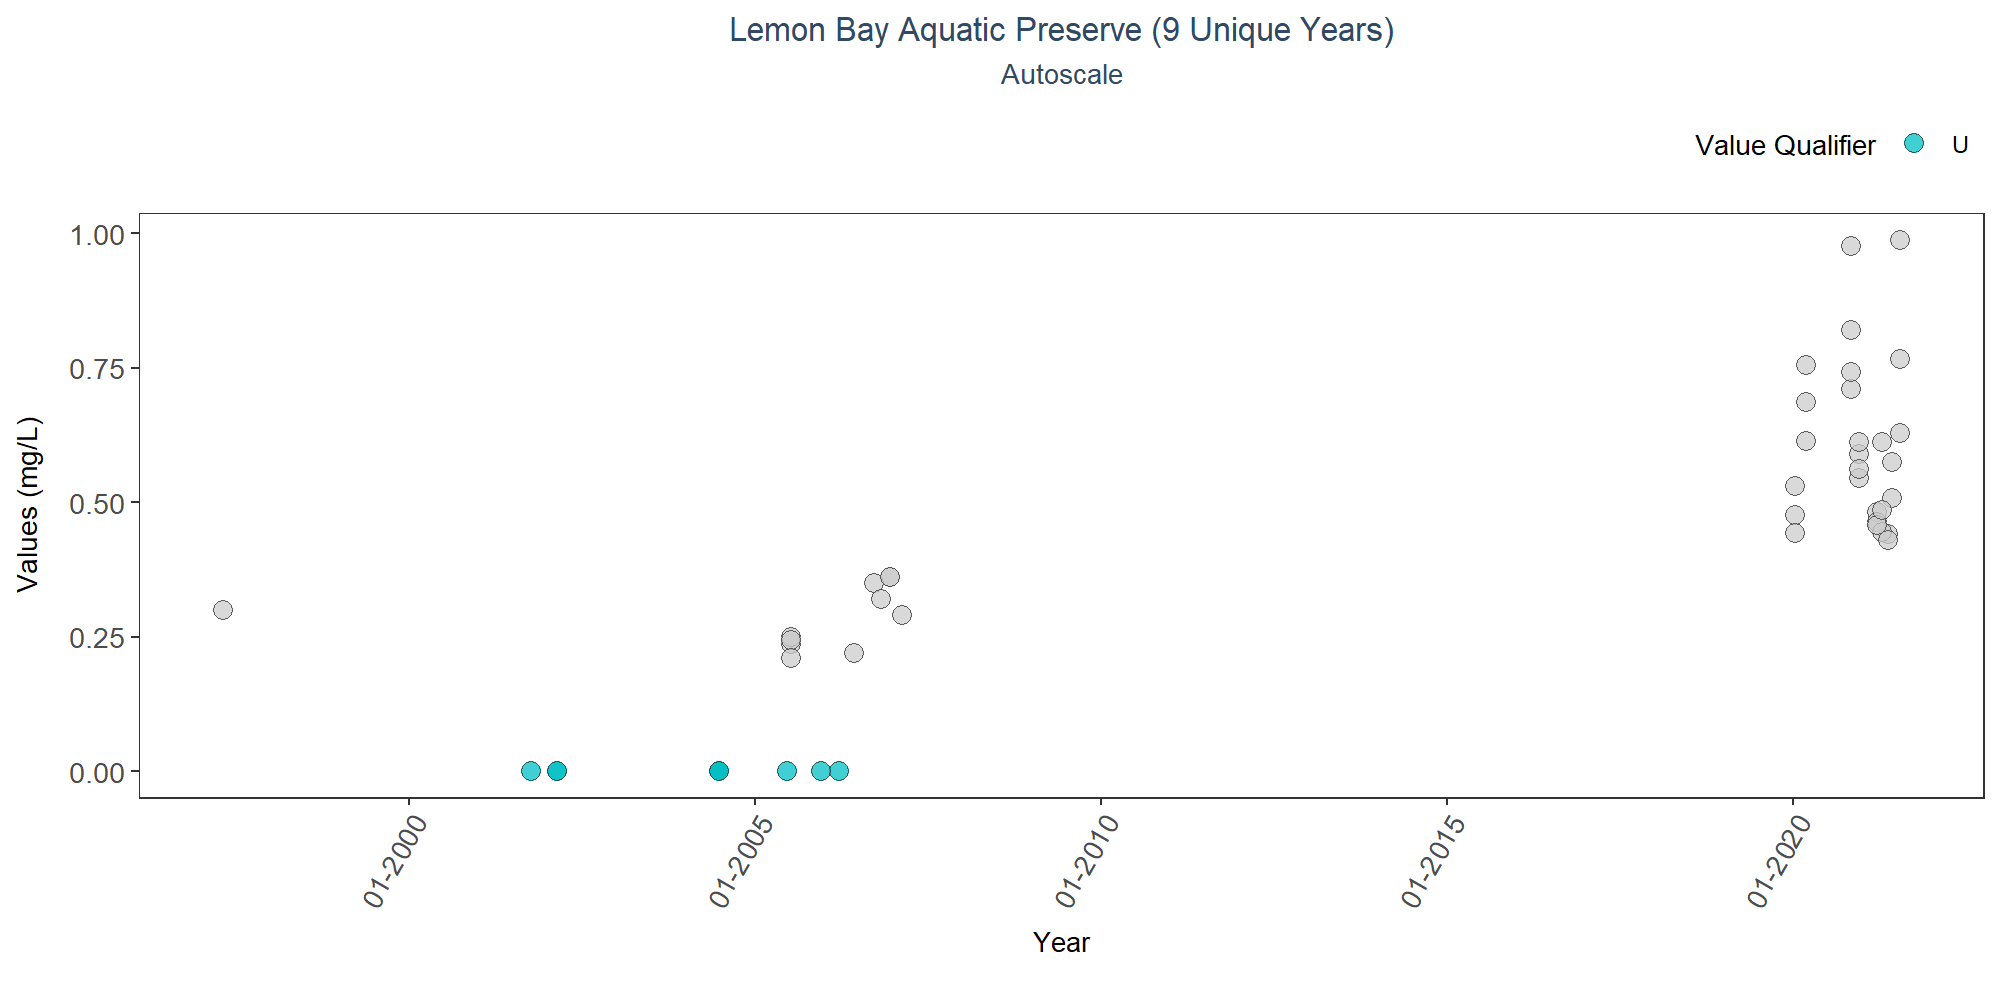 Lemon Bay Aquatic Preserve (9 Unique Years)
Autoscale
Value Qualifier U
Values (mg/L)
1.00
0.75
0.50
0.25
0.00
01-2000
01-2005
01-2010
01-2015
01-2020
Year